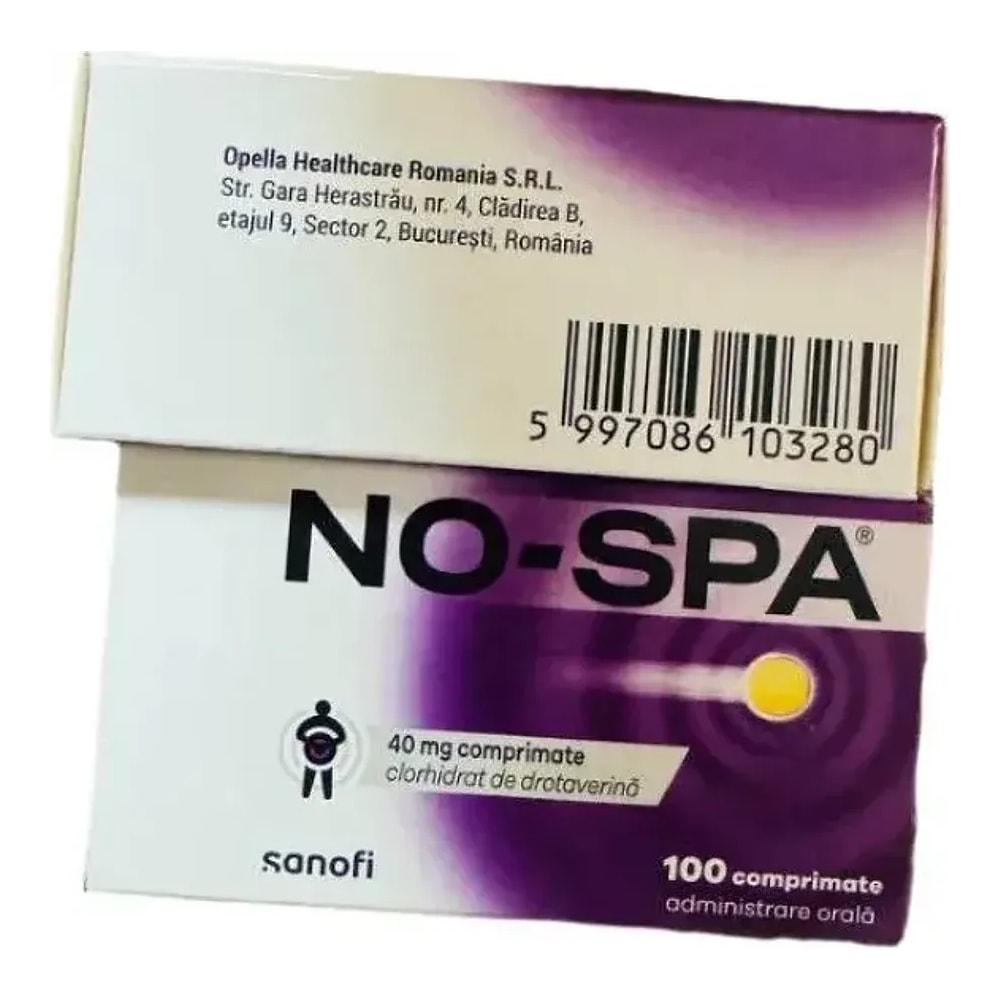 Opella Healthcare Romania S.R.L.
Str. Gara Herastrău, nr. 4, Clădirea B,
etajul 9, Sector 2, București, România
5 997086 103280
NO-SPA®
40 mg comprimate
clorhidrat de drotaverină
sanofi
100 comprimate
administrare orală